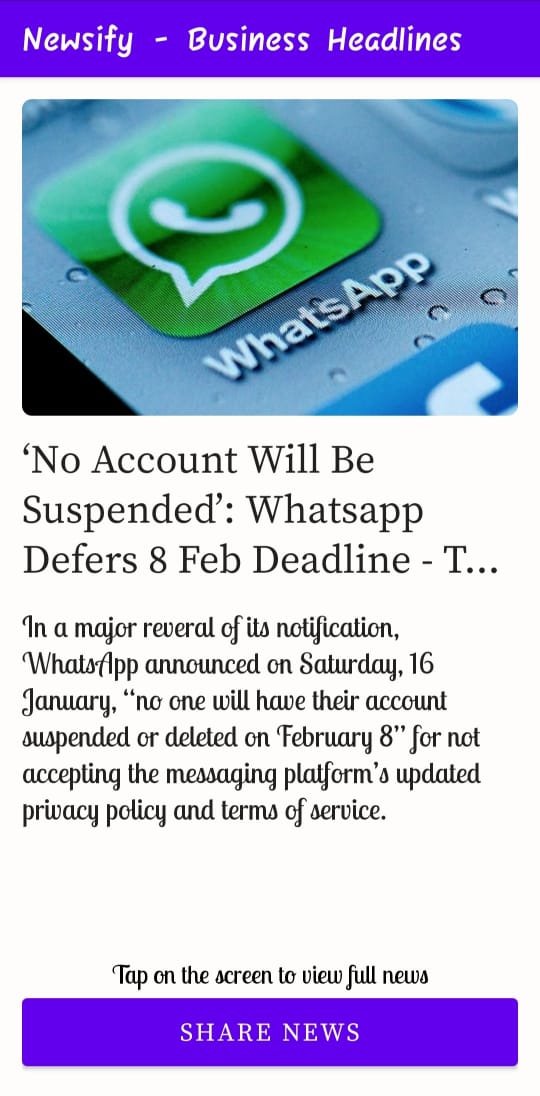 Newsify - Business Headlines
WhatsApp
‘No Account Will Be
Suspended’: Whatsapp
Defers 8 Feb Deadline - T...
In a major reveral of its notification,
WhatsApp announced on Saturday, 16
January, “no one will have their account
suspended or deleted on February 8” for not
accepting the messaging platform’s updated
privacy policy and terms of service.
Tap on the screen to view full news
SHARE NEWS